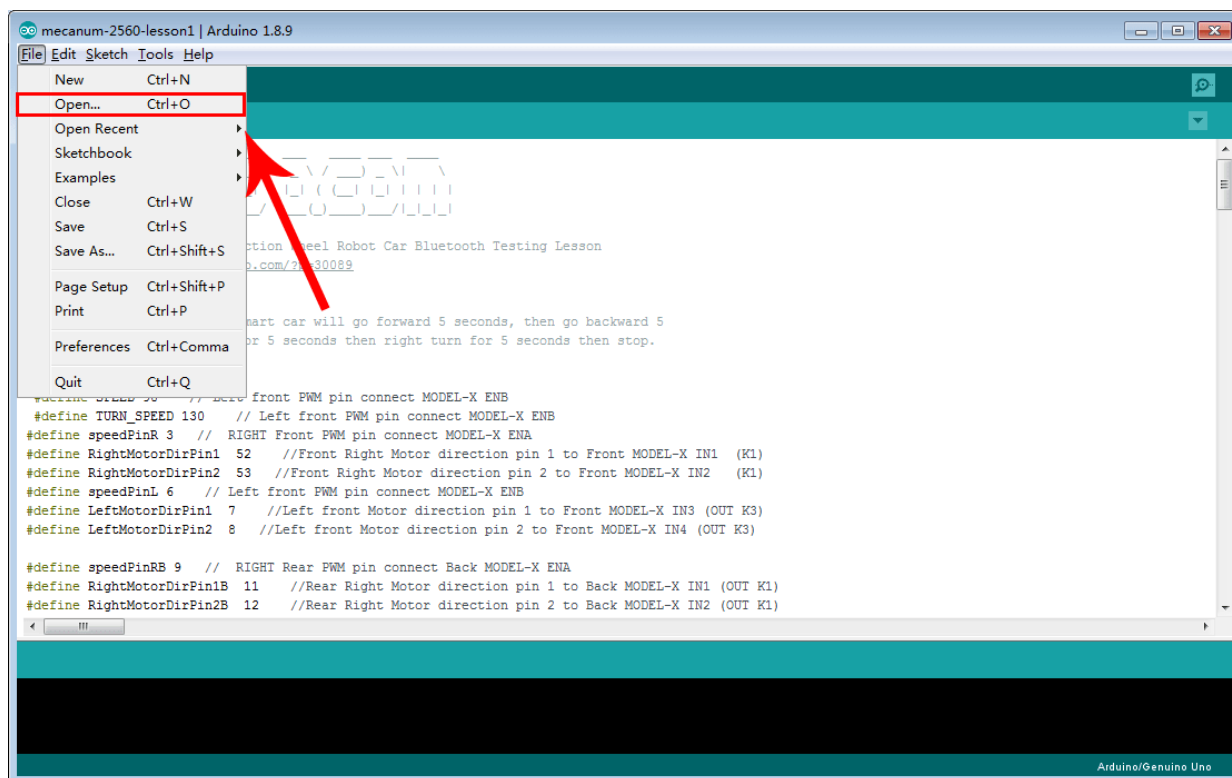 mecanum-2560-lesson1 | Arduino 1.8.9
File Edit Sketch Tools Help
New Ctrl+N
Open... Ctrl+O
Open Recent
Sketchbook
Examples
Close Ctrl+W
Save Ctrl+S
Save As... Ctrl+Shift+S
Page Setup Ctrl+Shift+P
Print Ctrl+P
Preferences Ctrl+Comma
Quit Ctrl+Q
Robot Car Bluetooth Testing Lesson
.com/?
30089
car will go forward 5 seconds, then go backward 5
for 5 seconds then right turn for 5 seconds then stop.
front PWM pin connect MODEL-X ENB
#define TURN_SPEED 130 // Left front PWM pin connect MODEL-X ENB
#define speedPinR 3 // RIGHT Front PWM pin connect MODEL-X ENA
#define RightMotorDirPin1 52 //Front Right Motor direction pin 1 to Front MODEL-X IN1 (K1)
#define RightMotorDirPin2 53 //Front Right Motor direction pin 2 to Front MODEL-X IN2 (K1)
#define speedPinL 6 // Left front PWM pin connect MODEL-X ENB
#define LeftMotorDirPin1 7 //Left front Motor direction pin 1 to Front MODEL-X IN3 (OUT K3)
#define LeftMotorDirPin2 8 //Left front Motor direction pin 2 to Front MODEL-X IN4 (OUT K3)
#define speedPinRB 9 // RIGHT Rear PWM pin connect Back MODEL-X ENA
#define RightMotorDirPin1B 11 //Rear Right Motor direction pin 1 to Back MODEL-X IN1 (OUT K1)
#define RightMotorDirPin2B 12 //Rear Right Motor direction pin 2 to Back MODEL-X IN2 (OUT K1)
Arduino/Genuino Uno